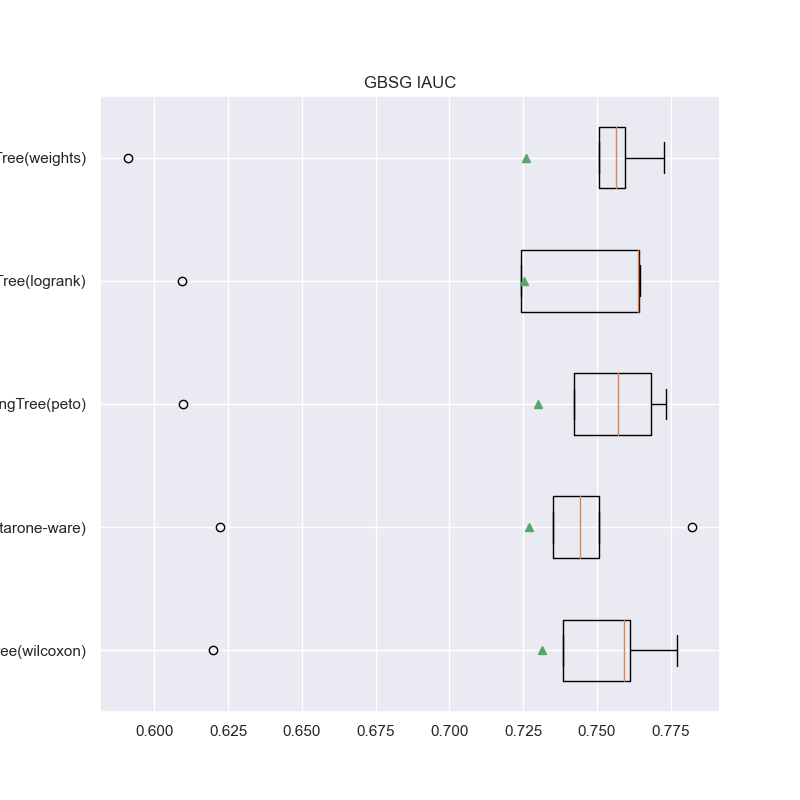 GBSG IAUC
Tree(weights)
Tree(logrank)
ngTree(peto)
tarone-ware)
ree(wilcoxon)
0.600 0.625 0.650 0.675 0.700 0.725 0.750 0.775